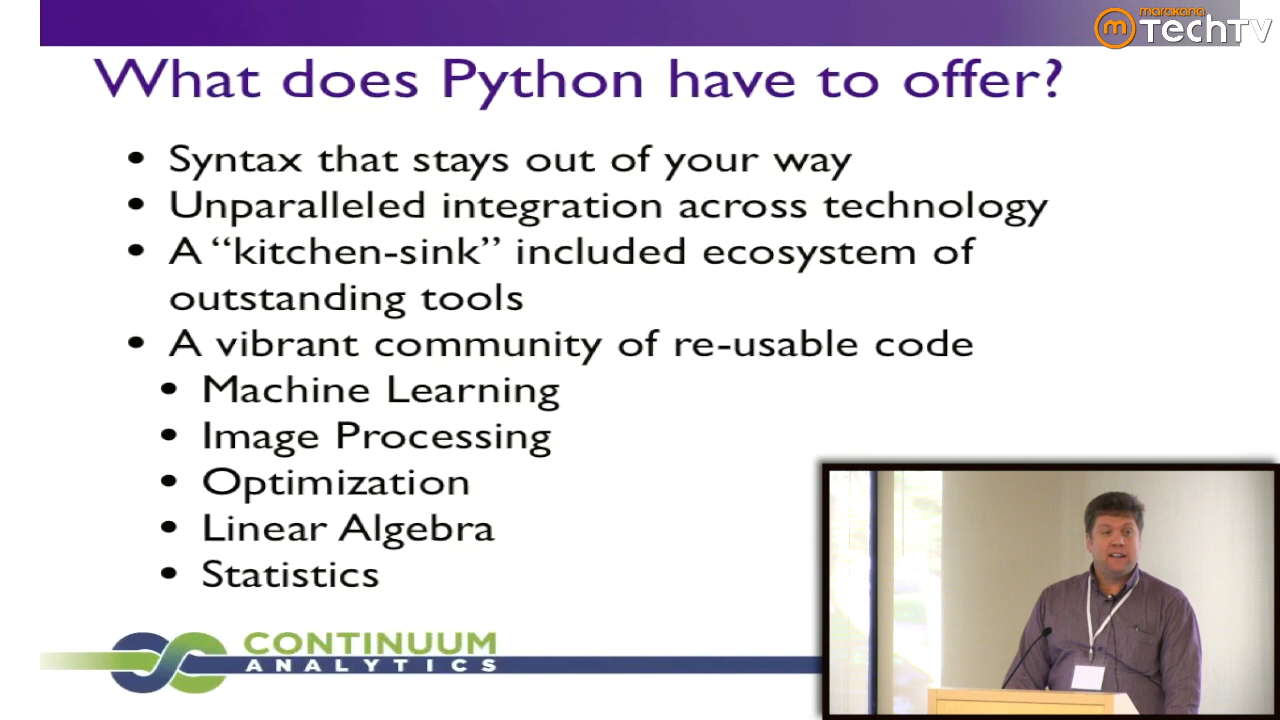 marakana
TechTV
What does Python have to offer?
• Syntax that stays out of your way
• Unparalleled integration across technology
• A “kitchen-sink” included ecosystem of
outstanding tools
• A vibrant community of re-usable code
• Machine Learning
• Image Processing
• Optimization
• Linear Algebra
• Statistics
CONTINUUM
ANALYTICS